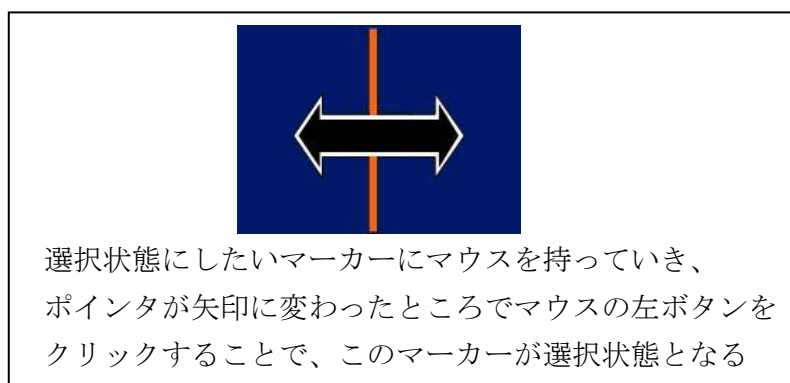 選択状態にしたいマーカーにマウスを持っていき、
ポインタが矢印に変わったところでマウスの左ボタンを
クリックすることで、このマーカーが選択状態となる